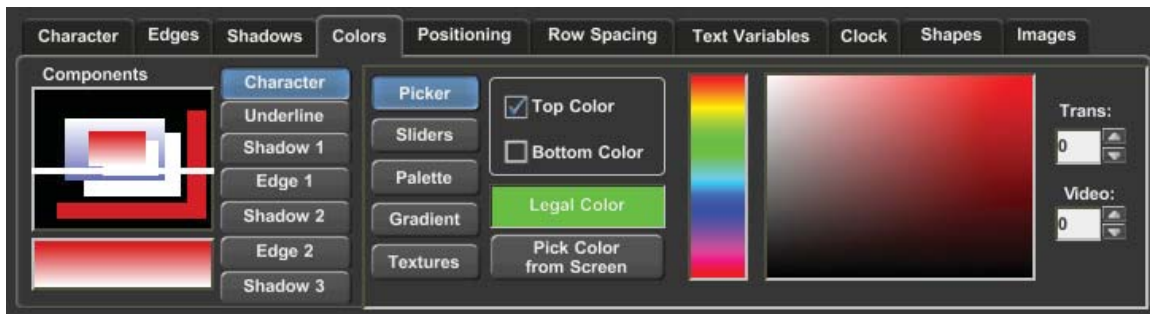 Character Edges Shadows Colors Positioning Row Spacing Text Variables Clock Shapes Images
Components
Character
Underline
Shadow 1
Edge 1
Shadow 2
Edge 2
Shadow 3
Picker
Sliders
Palette
Gradient
Textures
Top Color
Bottom Color
Legal Color
Pick Color
from Screen
Trans:
0
Video:
0